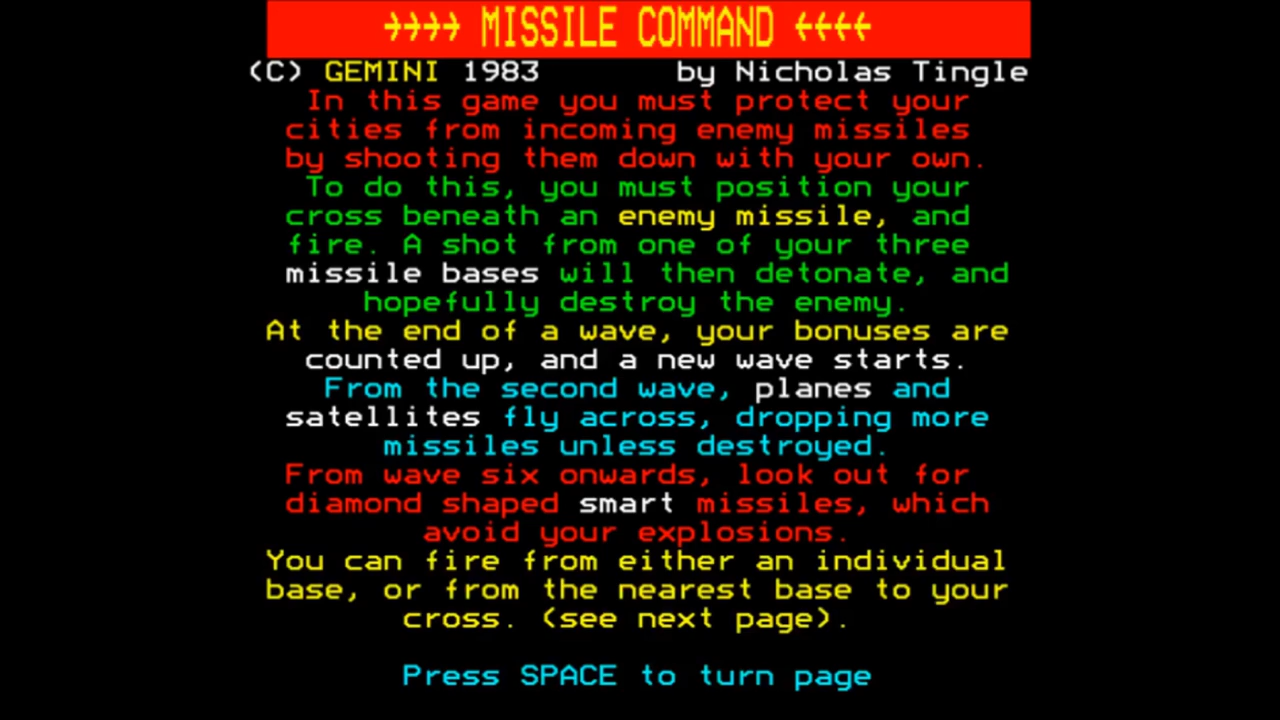 →→→→ MISSILE COMMAND ←←←←
(C) GEMINI 1983 by Nicholas Tingle
In this game you must protect your
cities from incoming enemy missiles
by shooting them down with your own.
To do this, you must position your
cross beneath an enemy missile, and
fire. A shot from one of your three
missile bases will then detonate, and
hopefully destroy the enemy.
At the end of a wave, your bonuses are
counted up, and a new wave starts.
From the second wave, planes and
satellites fly across, dropping more
missiles unless destroyed.
From wave six onwards, look out for
diamond shaped smart missiles, which
avoid your explosions.
You can fire from either an individual
base, or from the nearest base to your
cross. (see next page).
Press SPACE to turn page